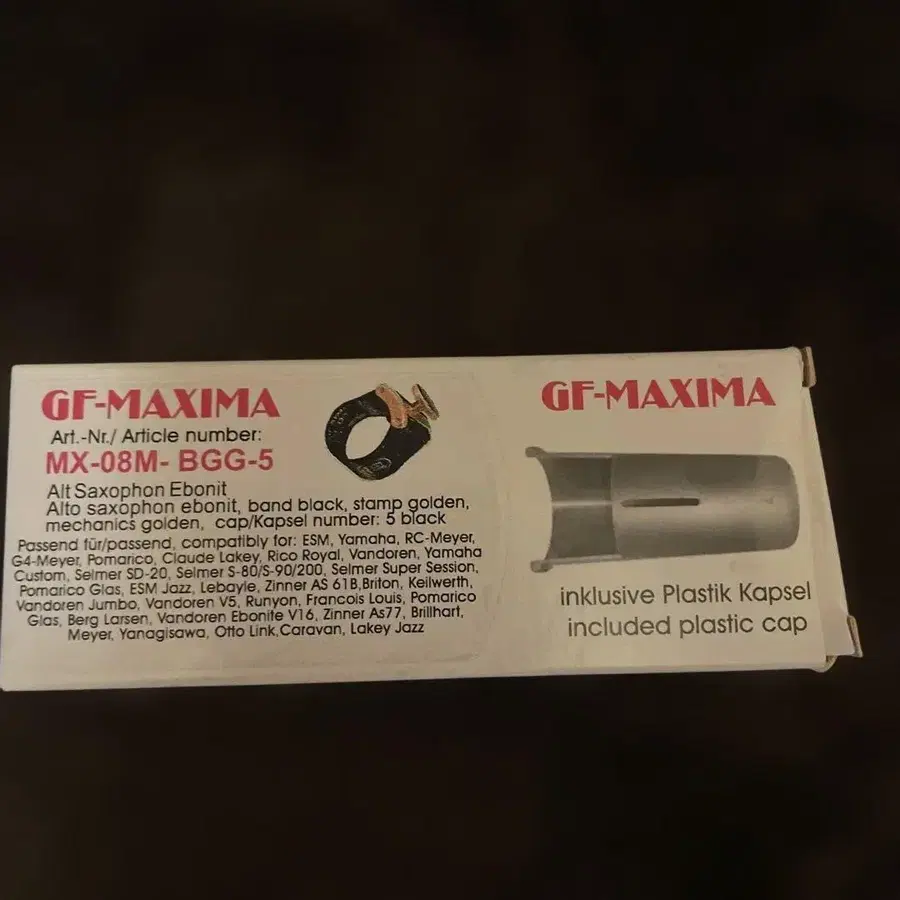 GF-MAXIMA
Art.-Nr./ Article number:
MX-08M- BGG-5
Alt Saxophon Ebonit
Alto saxophon ebonit, band black, stamp golden,
mechanics golden, cap/Kapsel number: 5 black
Passend für/passend, compatibly for: ESM, Yamaha, RC-Meyer,
G4-Meyer, Pomarico, Claude Lakey, Rico Royal, Vandoren, Yamaha
Custom, Selmer SD-20, Selmer S-80/S-90/200, Selmer Super Session,
Pomarico Glas, ESM Jazz, Lebayle, Zinner AS 61B,Briton, Keilwerth,
Vandoren Jumbo, Vandoren V5, Runyon, Francois Louis, Pomarico
Glas, Berg Larsen, Vandoren Ebonite V16, Zinner As77, Brillhart,
Meyer, Yanagisawa, Otto Link,Caravan, Lakey Jazz
GF-MAXIMA
inklusive Plastik Kapsel
included plastic cap